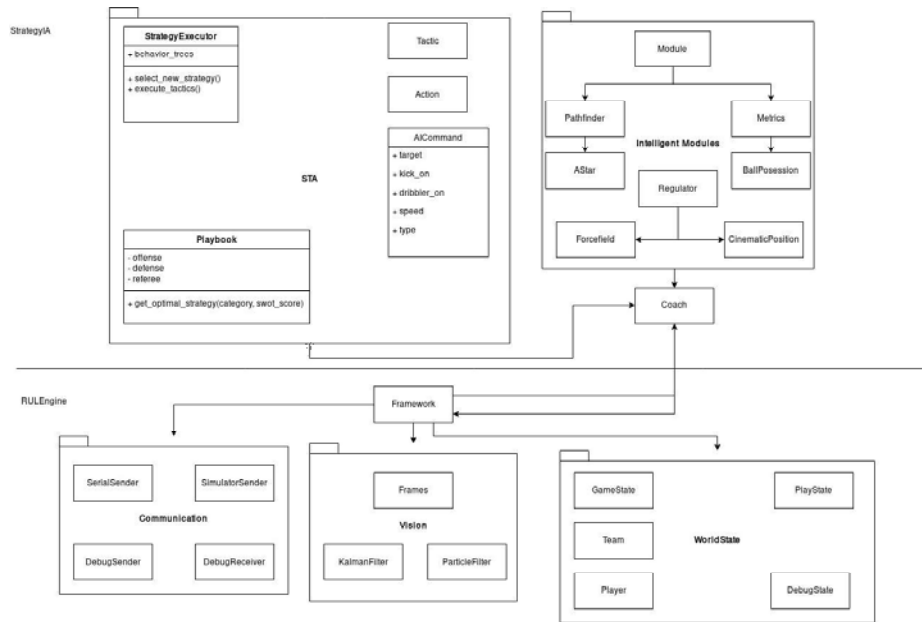 StrategyIA
StrategyExecutor
+ behavior_trees
+ select_new_strategy()
+ execute_tactics()
Tactic
Action
AICommand
+ target
+ kick_on
+ dribbler_on
+ speed
+ type
STA
Playbook
- offense
- defense
- referee
+ get_optimal_strategy(category, swot_score)
Module
Pathfinder
Metrics
Intelligent Modules
AStar
BallPosession
Regulator
Forcefield
CinematicPosition
Coach
RULEngine
Framework
SerialSender
SimulatorSender
Communication
DebugSender
DebugReceiver
Frames
Vision
KalmanFilter
ParticleFilter
GameState
PlayState
Team
WorldState
Player
DebugState